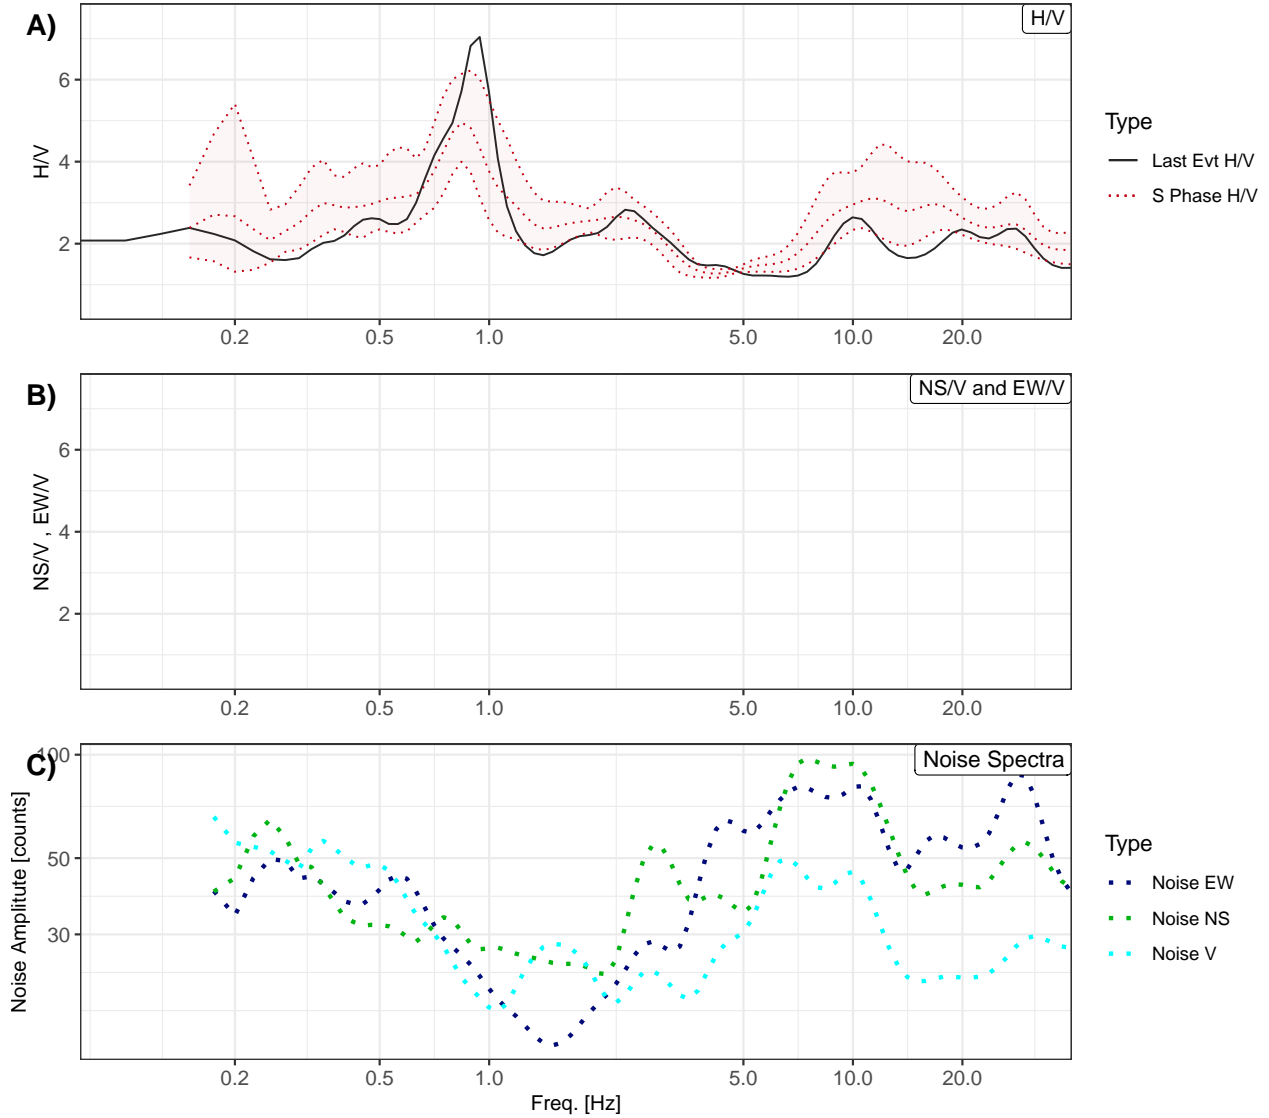 A)
H/V
6
4
2
H/V
0.2 0.5 1.0 5.0 10.0 20.0
Type
Last Evt H/V
S Phase H/V
B)
NS/V and EW/V
6
4
2
NS/V , EW/V
0.2 0.5 1.0 5.0 10.0 20.0
C)
Noise Spectra
100
50
30
Noise Amplitude [counts]
0.2 0.5 1.0 5.0 10.0 20.0
Freq. [Hz]
Type
Noise EW
Noise NS
Noise V